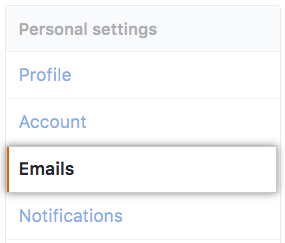 Personal settings
Profile
Account
Emails
Notifications